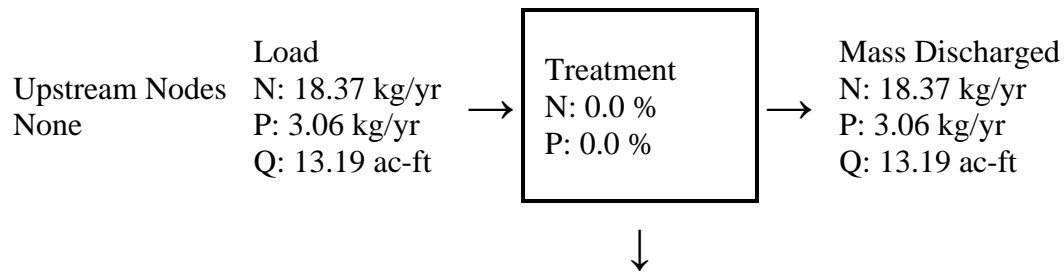 Upstream Nodes
None
Load
N: 18.37 kg/yr
P: 3.06 kg/yr
Q: 13.19 ac-ft
→
Treatment
N: 0.0 %
P: 0.0 %
→
Mass Discharged
N: 18.37 kg/yr
P: 3.06 kg/yr
Q: 13.19 ac-ft
↓